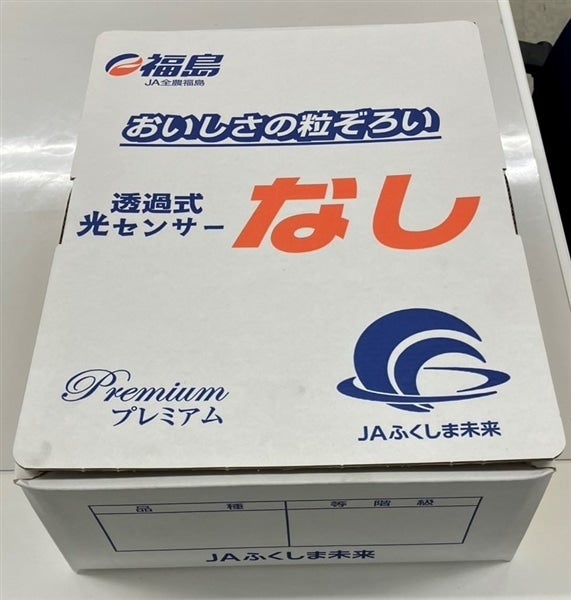 福島
JA全農福島
おいしさの粒ぞろい
透過式
光センサー
なし
Premium
プレミアム
JAふくしま未来
品種
等階級
JAふくしま未来